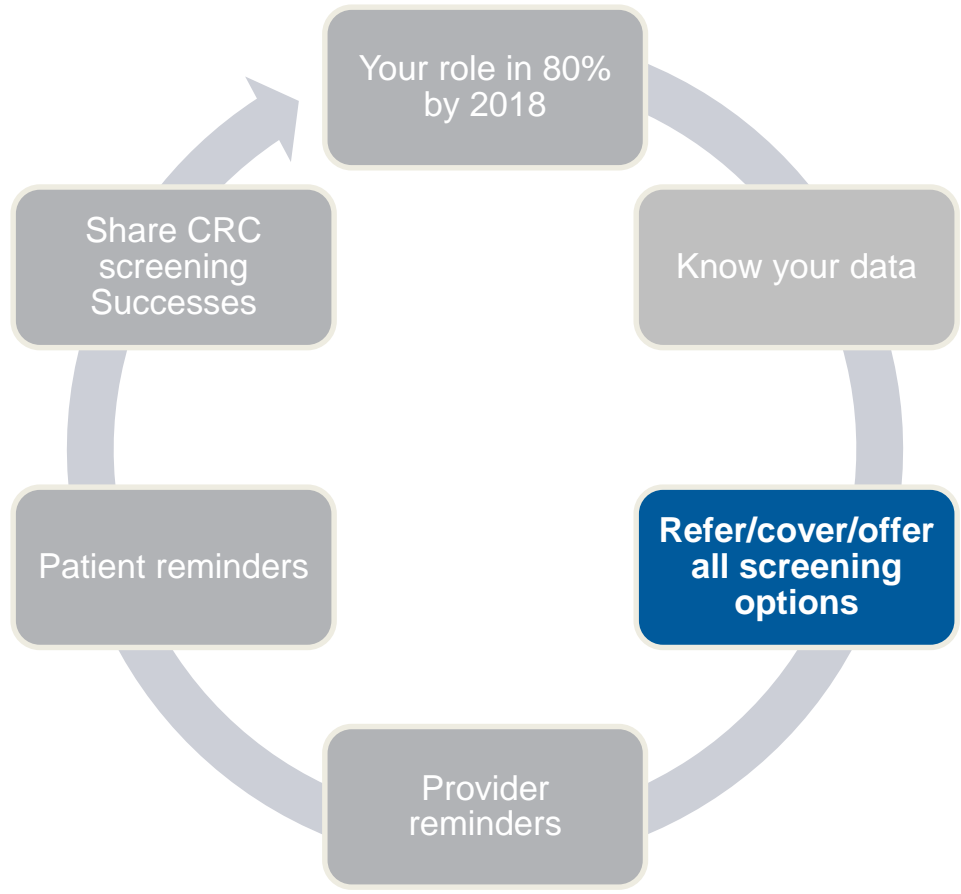 Your role in 80%
by 2018
Know your data
Refer/cover/offer
all screening
options
Provider
reminders
Patient reminders
Share CRC
screening
Successes